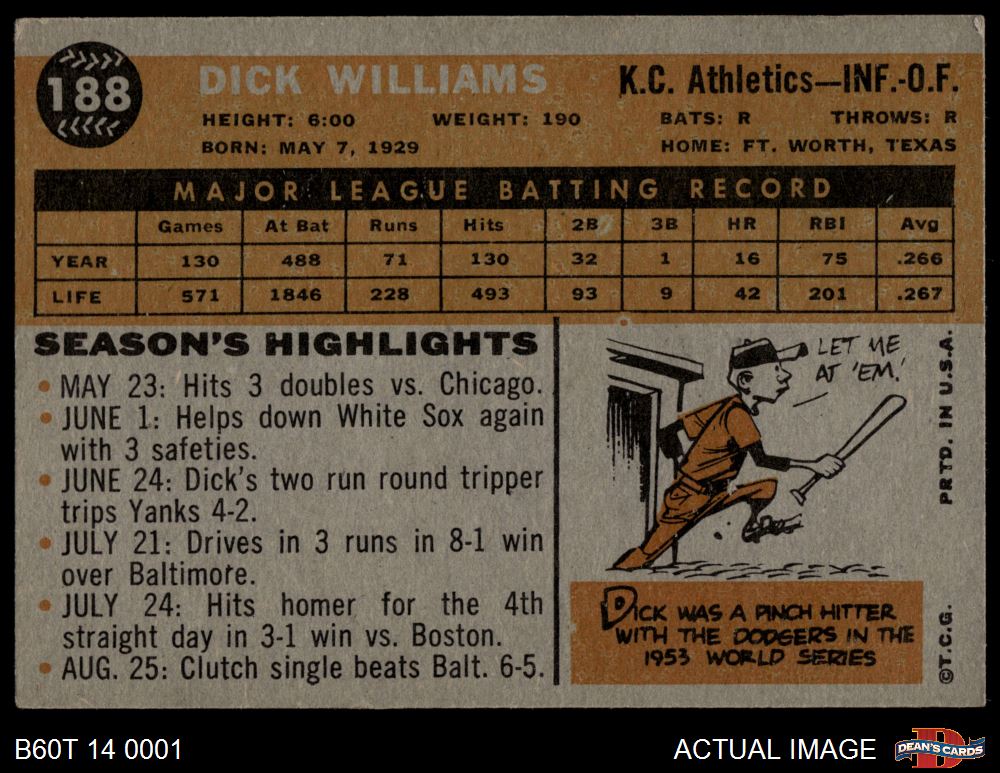 188
DICK WILLIAMS
K.C. Athletics—INF.-O.F.
HEIGHT: 6:00 WEIGHT: 190 BATS: R THROWS: R
BORN: MAY 7, 1929 HOME: FT. WORTH, TEXAS
MAJOR LEAGUE BATTING RECORD
Games At Bat Runs Hits 2B 3B HR RBI Avg
YEAR 130 488 71 130 32 1 16 75 .266
LIFE 571 1846 228 493 93 9 42 201 .267
SEASON'S HIGHLIGHTS
• MAY 23: Hits 3 doubles vs. Chicago.
• JUNE 1: Helps down White Sox again
with 3 safeties.
• JUNE 24: Dick's two run round tripper
trips Yanks 4-2.
• JULY 21: Drives in 3 runs in 8-1 win
over Baltimore.
• JULY 24: Hits homer for the 4th
straight day in 3-1 win vs. Boston.
• AUG. 25: Clutch single beats Balt. 6-5.
LET ME
AT 'EM.'
DICK WAS A PINCH HITTER
WITH THE DODGERS IN THE
1953 WORLD SERIES
PRTD. IN U.S.A.
©T.C.G.
B60T 14 0001
ACTUAL IMAGE
D
DEAN'S CARDS